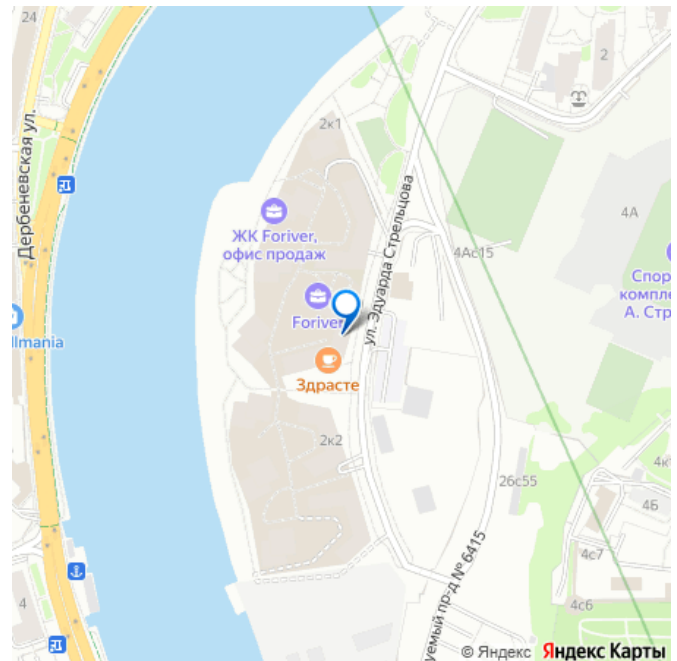 24
2
Дербеневская ул.
2к1
ул. Эдуарда Стрельцова
4А
ЖК Foriver,
офис продаж
4Ас15
Спор
компле
А. Стр
Foriver
llmania
Здрасте
2к2
26с55
4к
4Б
4с7
уемый пр-д № 6415
4
4с6
© Яндекс Яндекс Карты